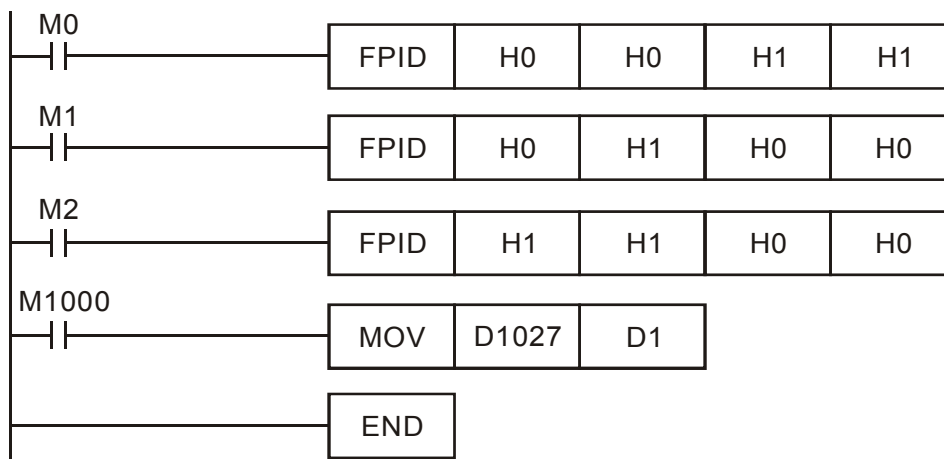 M0
FPID H0 H0 H1 H1
M1
FPID H0 H1 H0 H0
M2
FPID H1 H1 H0 H0
M1000
MOV D1027 D1
END